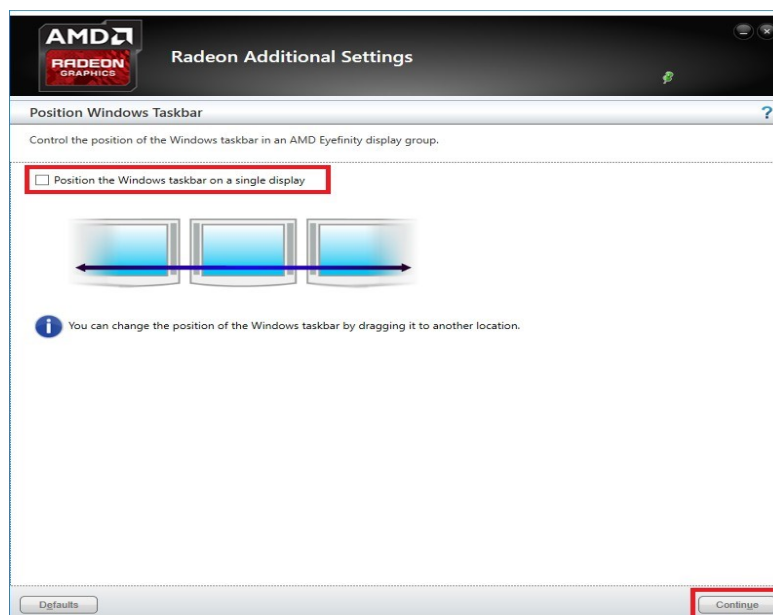 AMD
RADEON
GRAPHICS
Radeon Additional Settings
Position Windows Taskbar
?
Control the position of the Windows taskbar in an AMD Eyefinity display group.
Position the Windows taskbar on a single display
i You can change the position of the Windows taskbar by dragging it to another location.
Defaults
Continue